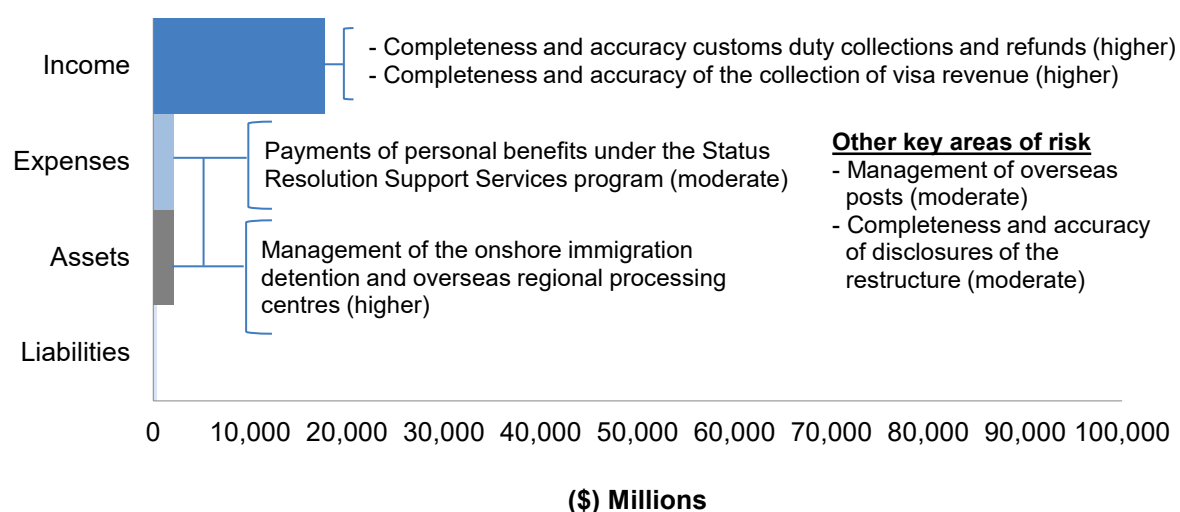 Income
- Completeness and accuracy customs duty collections and refunds (higher)
- Completeness and accuracy of the collection of visa revenue (higher)
Expenses
Payments of personal benefits under the Status
Resolution Support Services program (moderate)
Assets
Management of the onshore immigration
detention and overseas regional processing
centres (higher)
Liabilities
Other key areas of risk
- Management of overseas
posts (moderate)
- Completeness and accuracy
of disclosures of the
restructure (moderate)
0 10,000 20,000 30,000 40,000 50,000 60,000 70,000 80,000 90,000 100,000
($) Millions